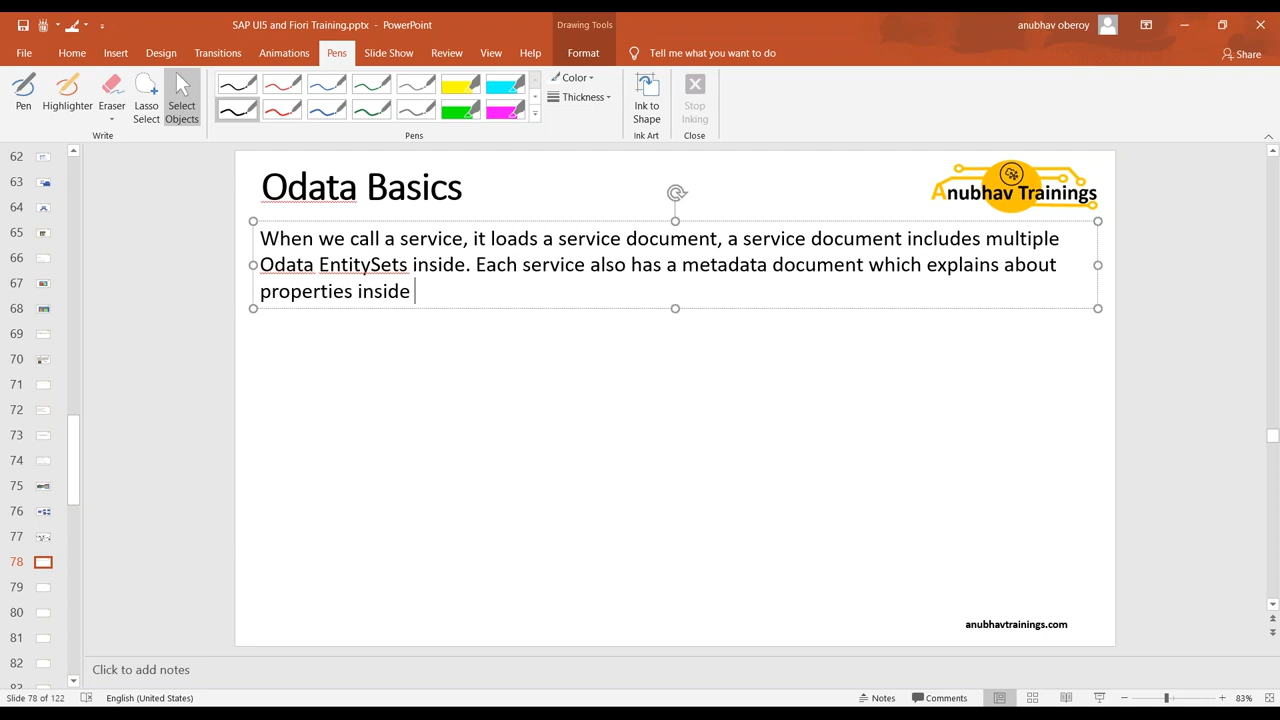 SAP UI5 and Fiori Training.pptx - PowerPoint
Drawing Tools
anubhav oberoy
File Home Insert Draw Design Transitions Animations Pens Slide Show Review View Help Format Tell me what you want to do Share
Pen Highlighter Eraser Lasso Select Select Objects
Color
Thickness
Ink to Shape
Stop Inking
Write Pens Ink Art Close
62
63
64
65
66
67
68
69
70
71
72
73
74
75
76
77
78
79
80
81
82
83
Odata Basics
Anubhav Trainings
When we call a service, it loads a service document, a service document includes multiple
Odata EntitySets inside. Each service also has a metadata document which explains about
properties inside
anubhavtrainings.com
Click to add notes
Slide 78 of 122 English (United States) Notes Comments 83%